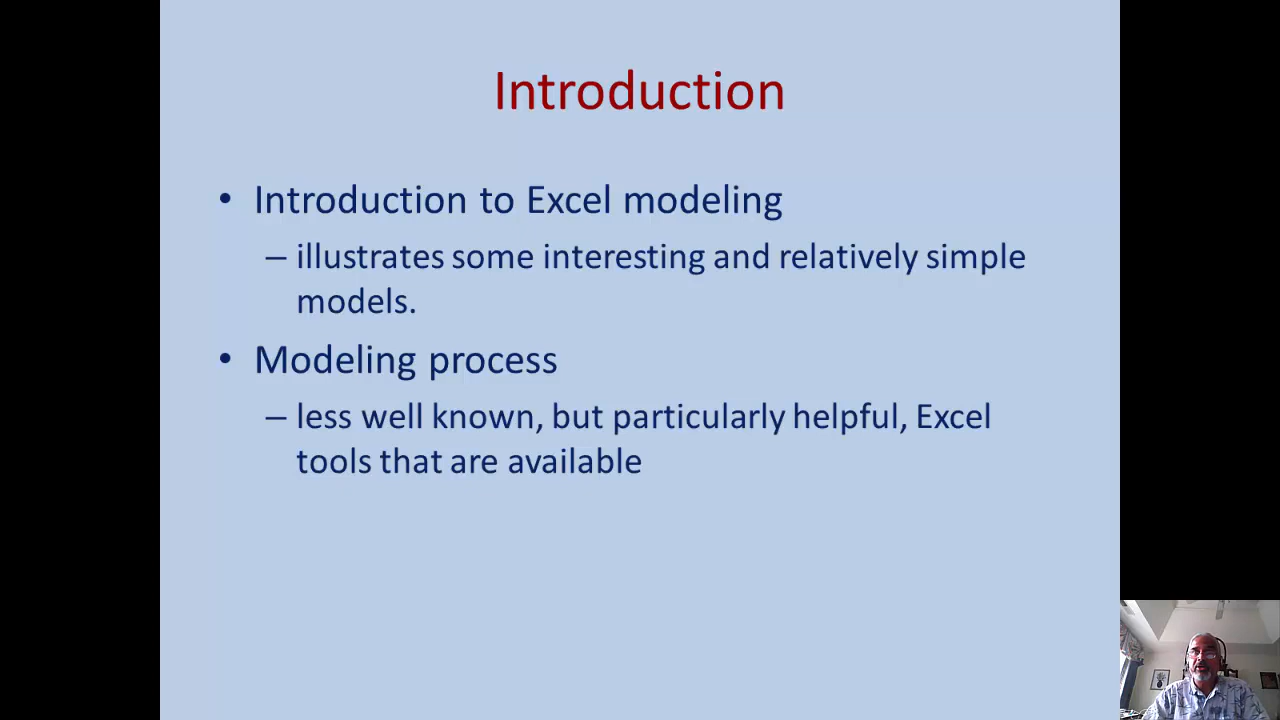 Introduction
• Introduction to Excel modeling
– illustrates some interesting and relatively simple
models.
• Modeling process
– less well known, but particularly helpful, Excel
tools that are available